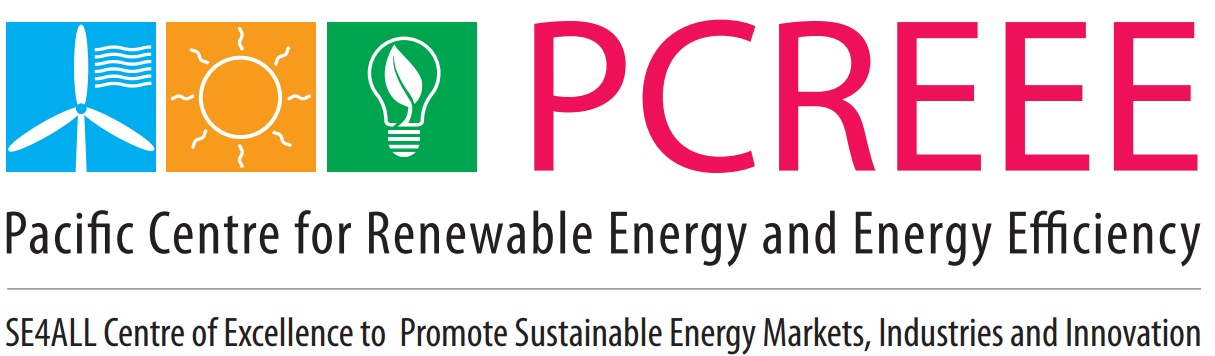 PCREEE
Pacific Centre for Renewable Energy and Energy Efficiency
SE4ALL Centre of Excellence to Promote Sustainable Energy Markets, Industries and Innovation